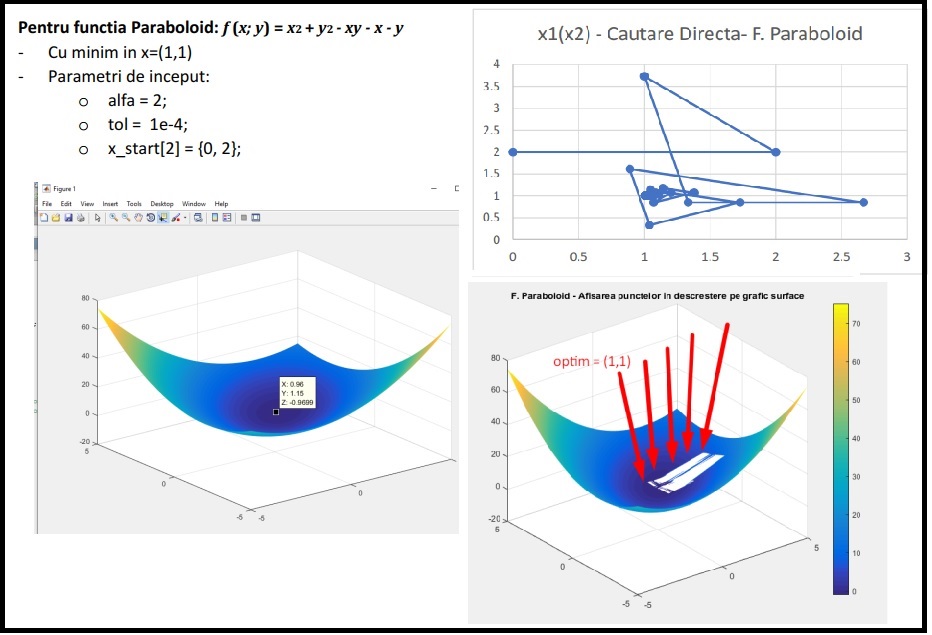 Pentru functia Paraboloid: f (x; y) = x2 + y2 - xy - x - y
- Cu minim in x=(1,1)
- Parametri de inceput:
o alfa = 2;
o tol = 1e-4;
o x_start[2] = {0, 2};
Figure 1
File Edit View Insert Tools Desktop Window Help
80
60
40
20
0
-20
5
0
-5
-5
0
X: 0.96
Y: 1.15
Z: -0.9699
x1(x2) - Cautare Directa- F. Paraboloid
4
3.5
3
2.5
2
1.5
1
0.5
0
0 0.5 1 1.5 2 2.5 3
F. Paraboloid - Afisarea punctelor in descrestere pe grafic surface
optim = (1,1)
80
60
40
20
0
-20
5
0
-5
-5
0
5
70
60
50
40
30
20
10
0